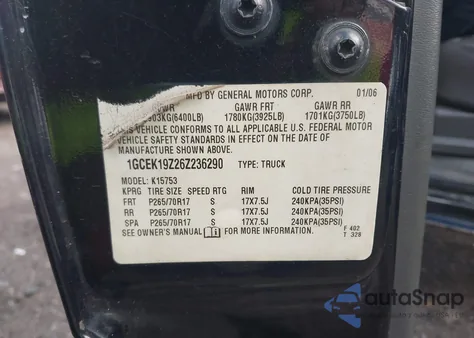 MFD BY GENERAL MOTORS CORP. 01/06
GAWR FRT GAWR RR
03KG(6400LB) 1780KG(3925LB) 1701KG(3750LB)
IS VEHICLE CONFORMS TO ALL APPLICABLE U.S. FEDERAL
MOTOR VEHICLE SAFETY STANDARDS IN EFFECT ON THE DATE OF
MANUFACTURE SHOWN ABOVE.
1GCEK19Z26Z236290 TYPE: TRUCK
MODEL: K15753
KPRG TIRE SIZE SPEED RTG RIM COLD TIRE PRESSURE
FRT P265/70R17 S 17X7.5J 240KPA(35PSI)
RR P265/70R17 S 17X7.5J 240KPA(35PSI)
SPA P265/70R17 S 17X7.5J 240KPA(35PSI)
SEE OWNER'S MANUAL FOR MORE INFORMATION.
F 402
T 328
autoSnap